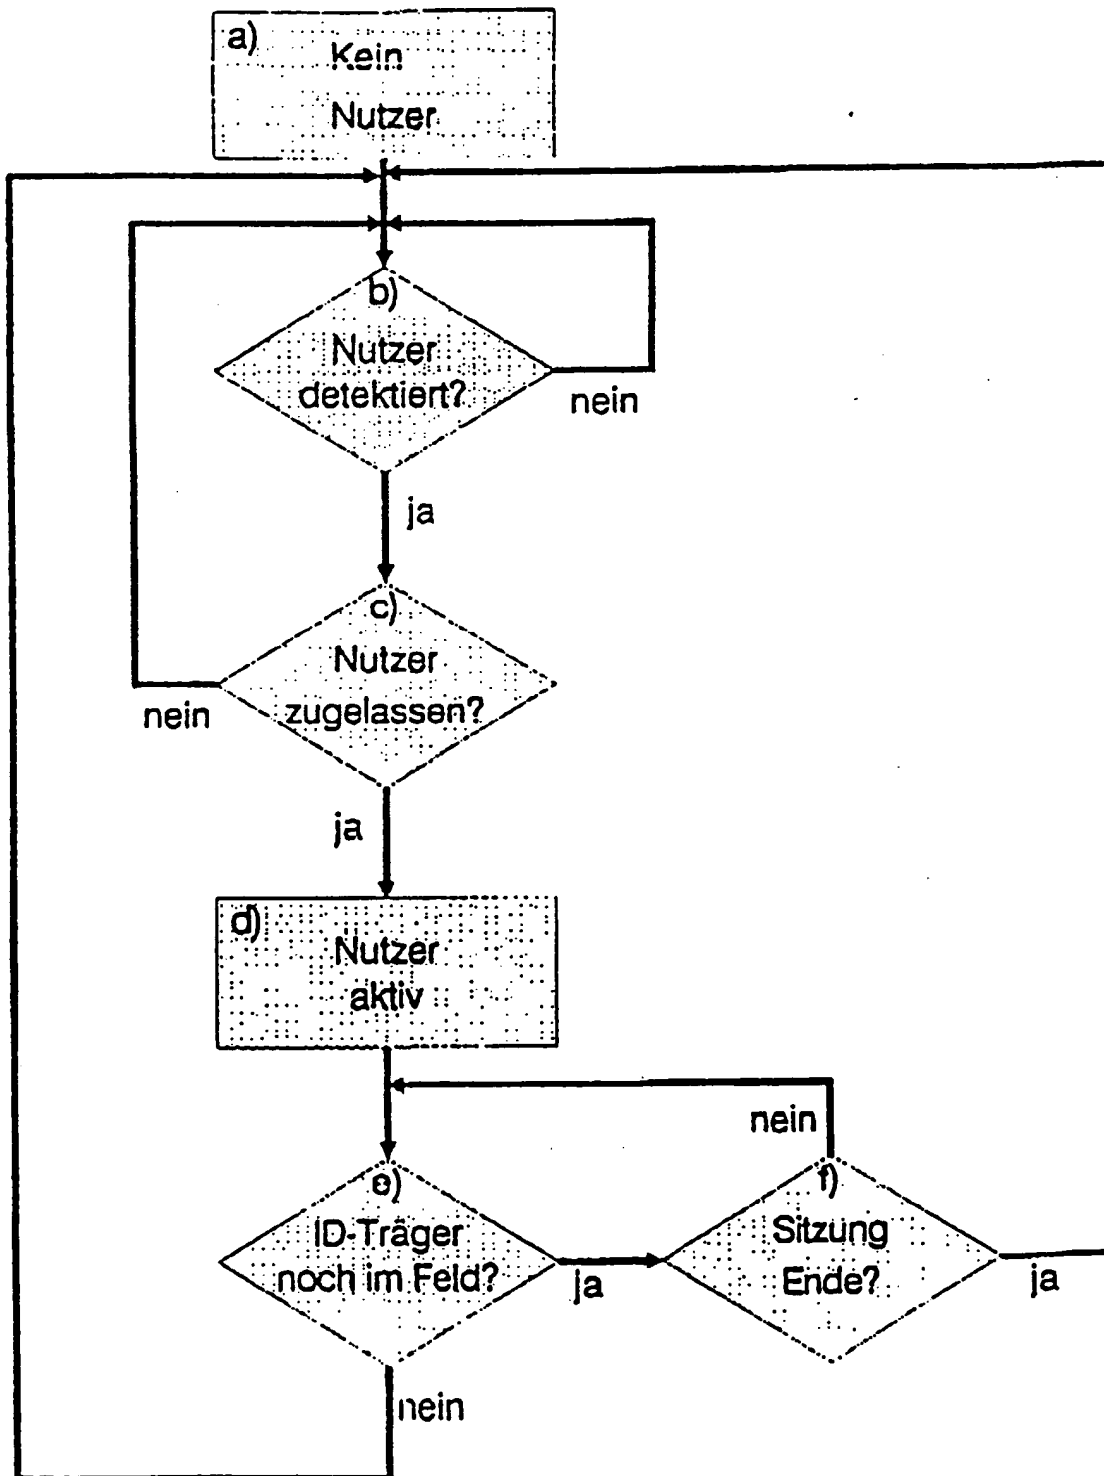 a)
Kein
Nutzer
b)
Nutzer
detektiert?
nein
ja
c)
Nutzer
zugelassen?
nein
ja
d)
Nutzer
aktiv
nein
e)
ID-Träger
noch im Feld?
ja
f)
Sitzung
Ende?
ja
nein